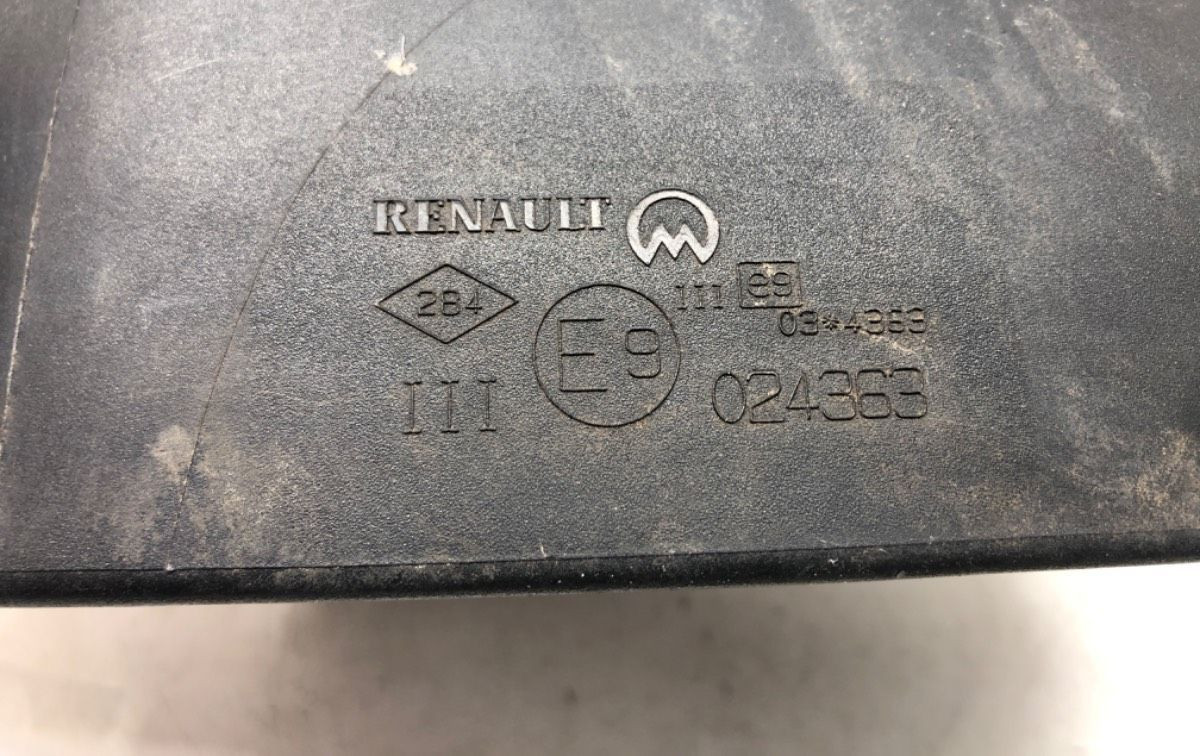 RENAULT
284
III e9
03*4363
III E9 024363